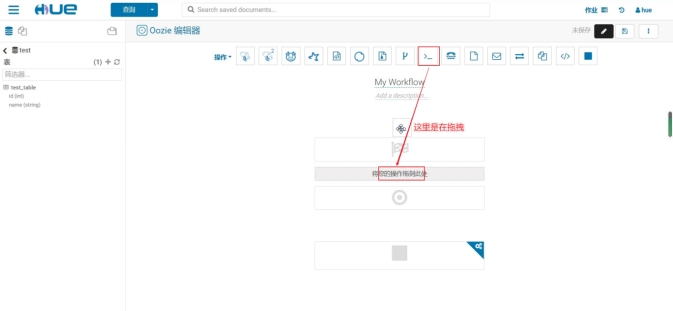 HUE
查询
Search saved documents...
作业
hue
test
Oozie 编辑器
未保存
表
(1)
操作
筛选器...
test_table
id (int)
name (string)
My Workflow
Add a description...
这里是在拖拽
将您的操作拖到此处